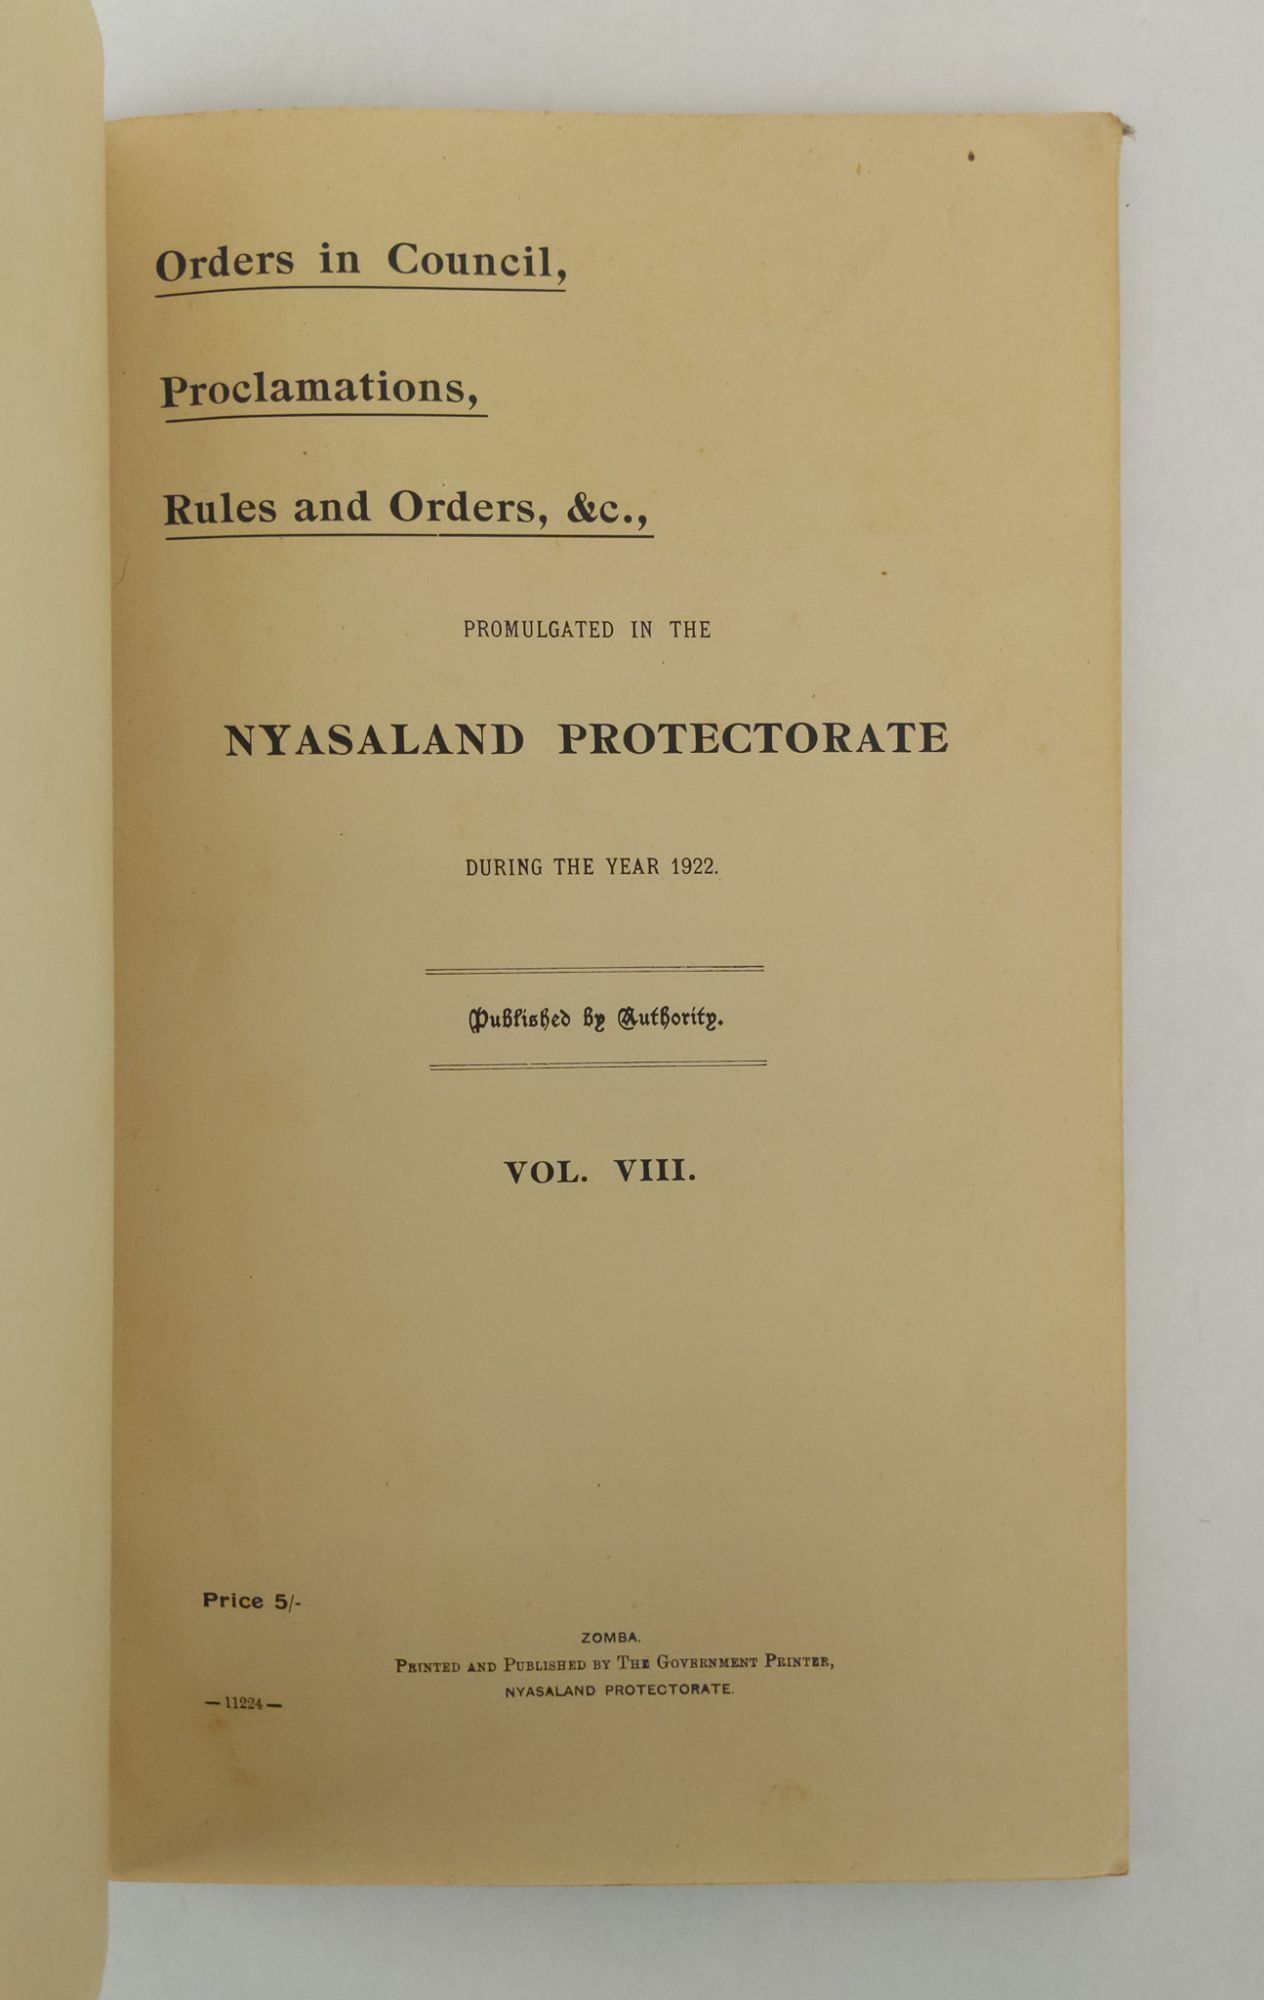 Orders in Council,
Proclamations,
Rules and Orders, &c.,
PROMULGATED IN THE
NYASALAND PROTECTORATE
DURING THE YEAR 1922.
Published by Authority.
VOL. VIII.
Price 5/-
ZOMBA.
PRINTED AND PUBLISHED BY THE GOVERNMENT PRINTER,
NYASALAND PROTECTORATE.
— 11224 —